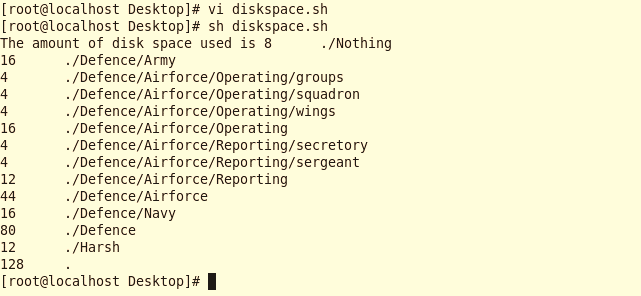 [root@localhost Desktop]# vi diskspace.sh
[root@localhost Desktop]# sh diskspace.sh
The amount of disk space used is 8      ./Nothing
16      ./Defence/Army
4       ./Defence/Airforce/Operating/groups
4       ./Defence/Airforce/Operating/squadron
4       ./Defence/Airforce/Operating/wings
16      ./Defence/Airforce/Operating
4       ./Defence/Airforce/Reporting/secretory
4       ./Defence/Airforce/Reporting/sergeant
12      ./Defence/Airforce/Reporting
44      ./Defence/Airforce
16      ./Defence/Navy
80      ./Defence
12      ./Harsh
128     .
[root@localhost Desktop]#